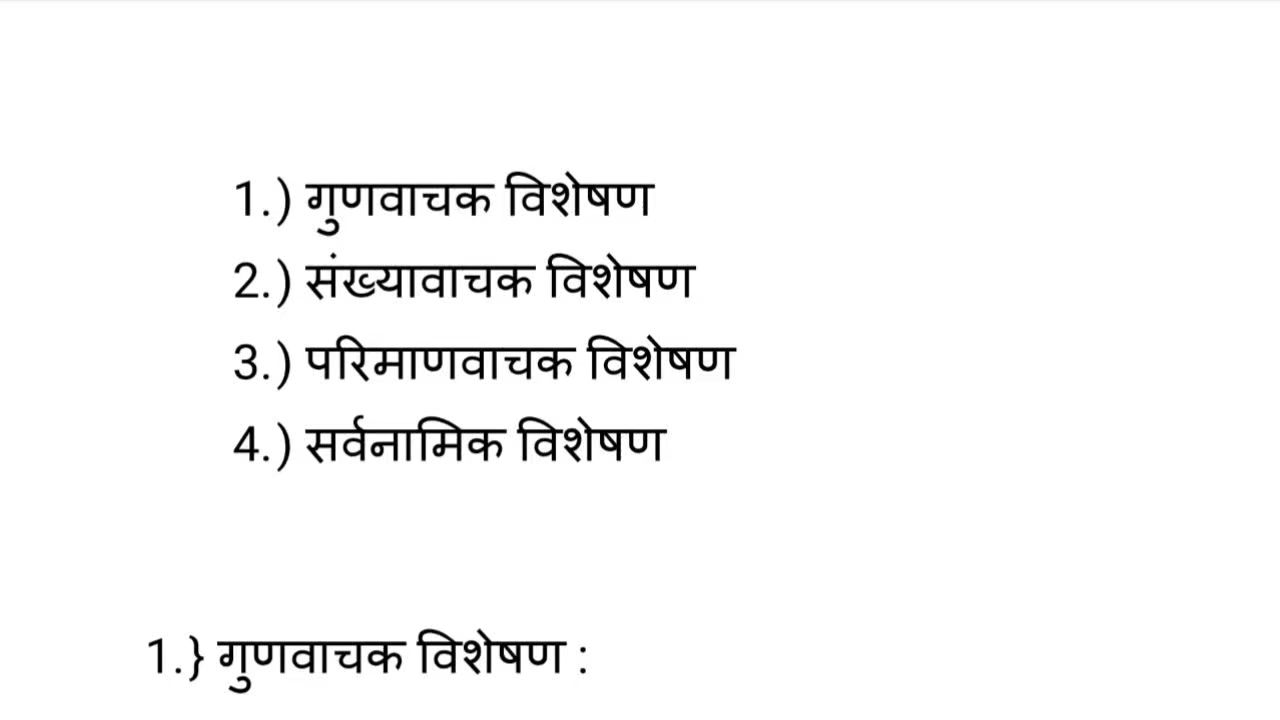 1.) गुणवाचक विशेषण
2.) संख्यावाचक विशेषण
3.) परिमाणवाचक विशेषण
4.) सर्वनामिक विशेषण
1.} गुणवाचक विशेषण :